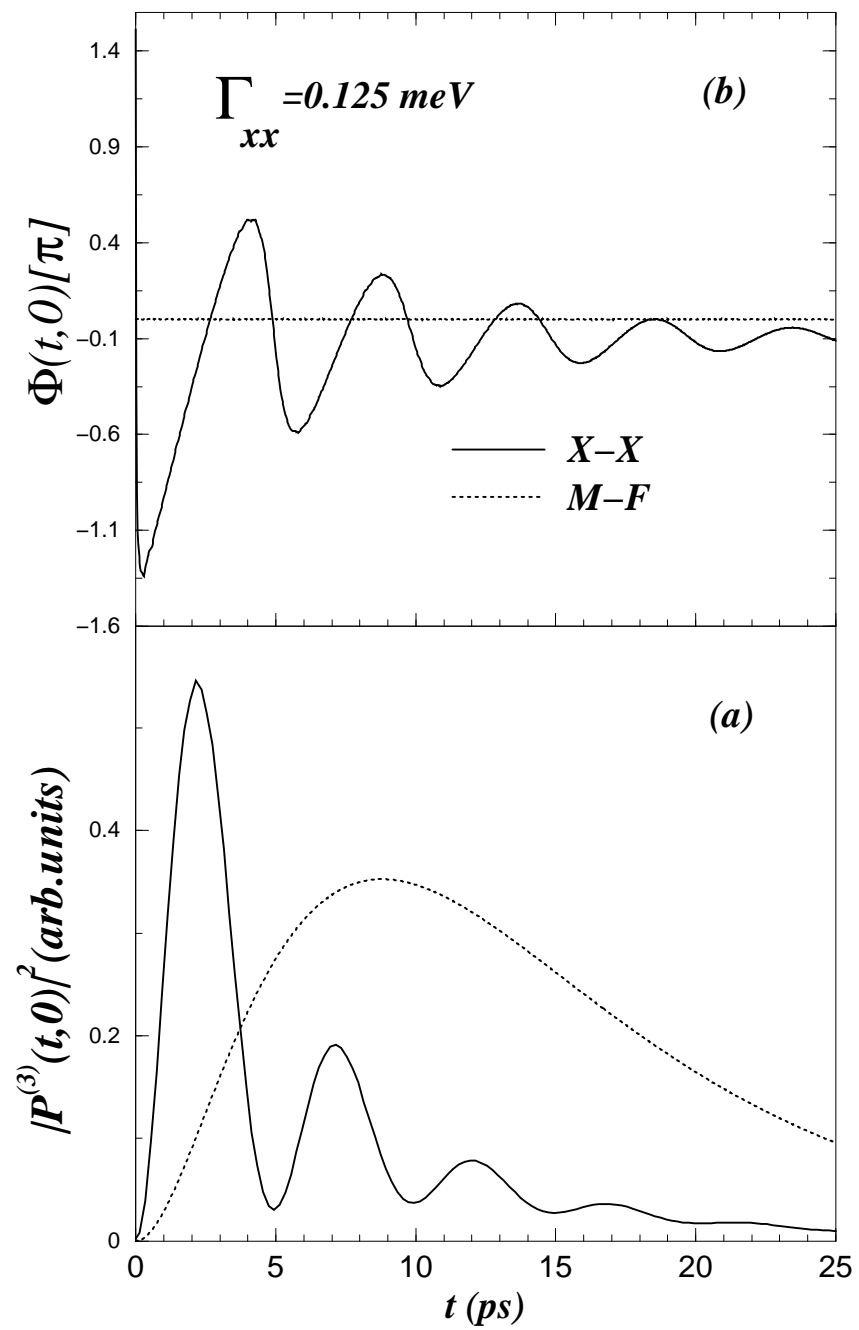 1.4
0.9
0.4
−0.1
−0.6
−1.1
−1.6
Φ(t,0)[π]
Γxx=0.125 meV
(b)
X−X
M−F
(a)
0.4
0.2
0
|P(3)(t,0)|2 (arb.units)
0 5 10 15 20 25
t (ps)